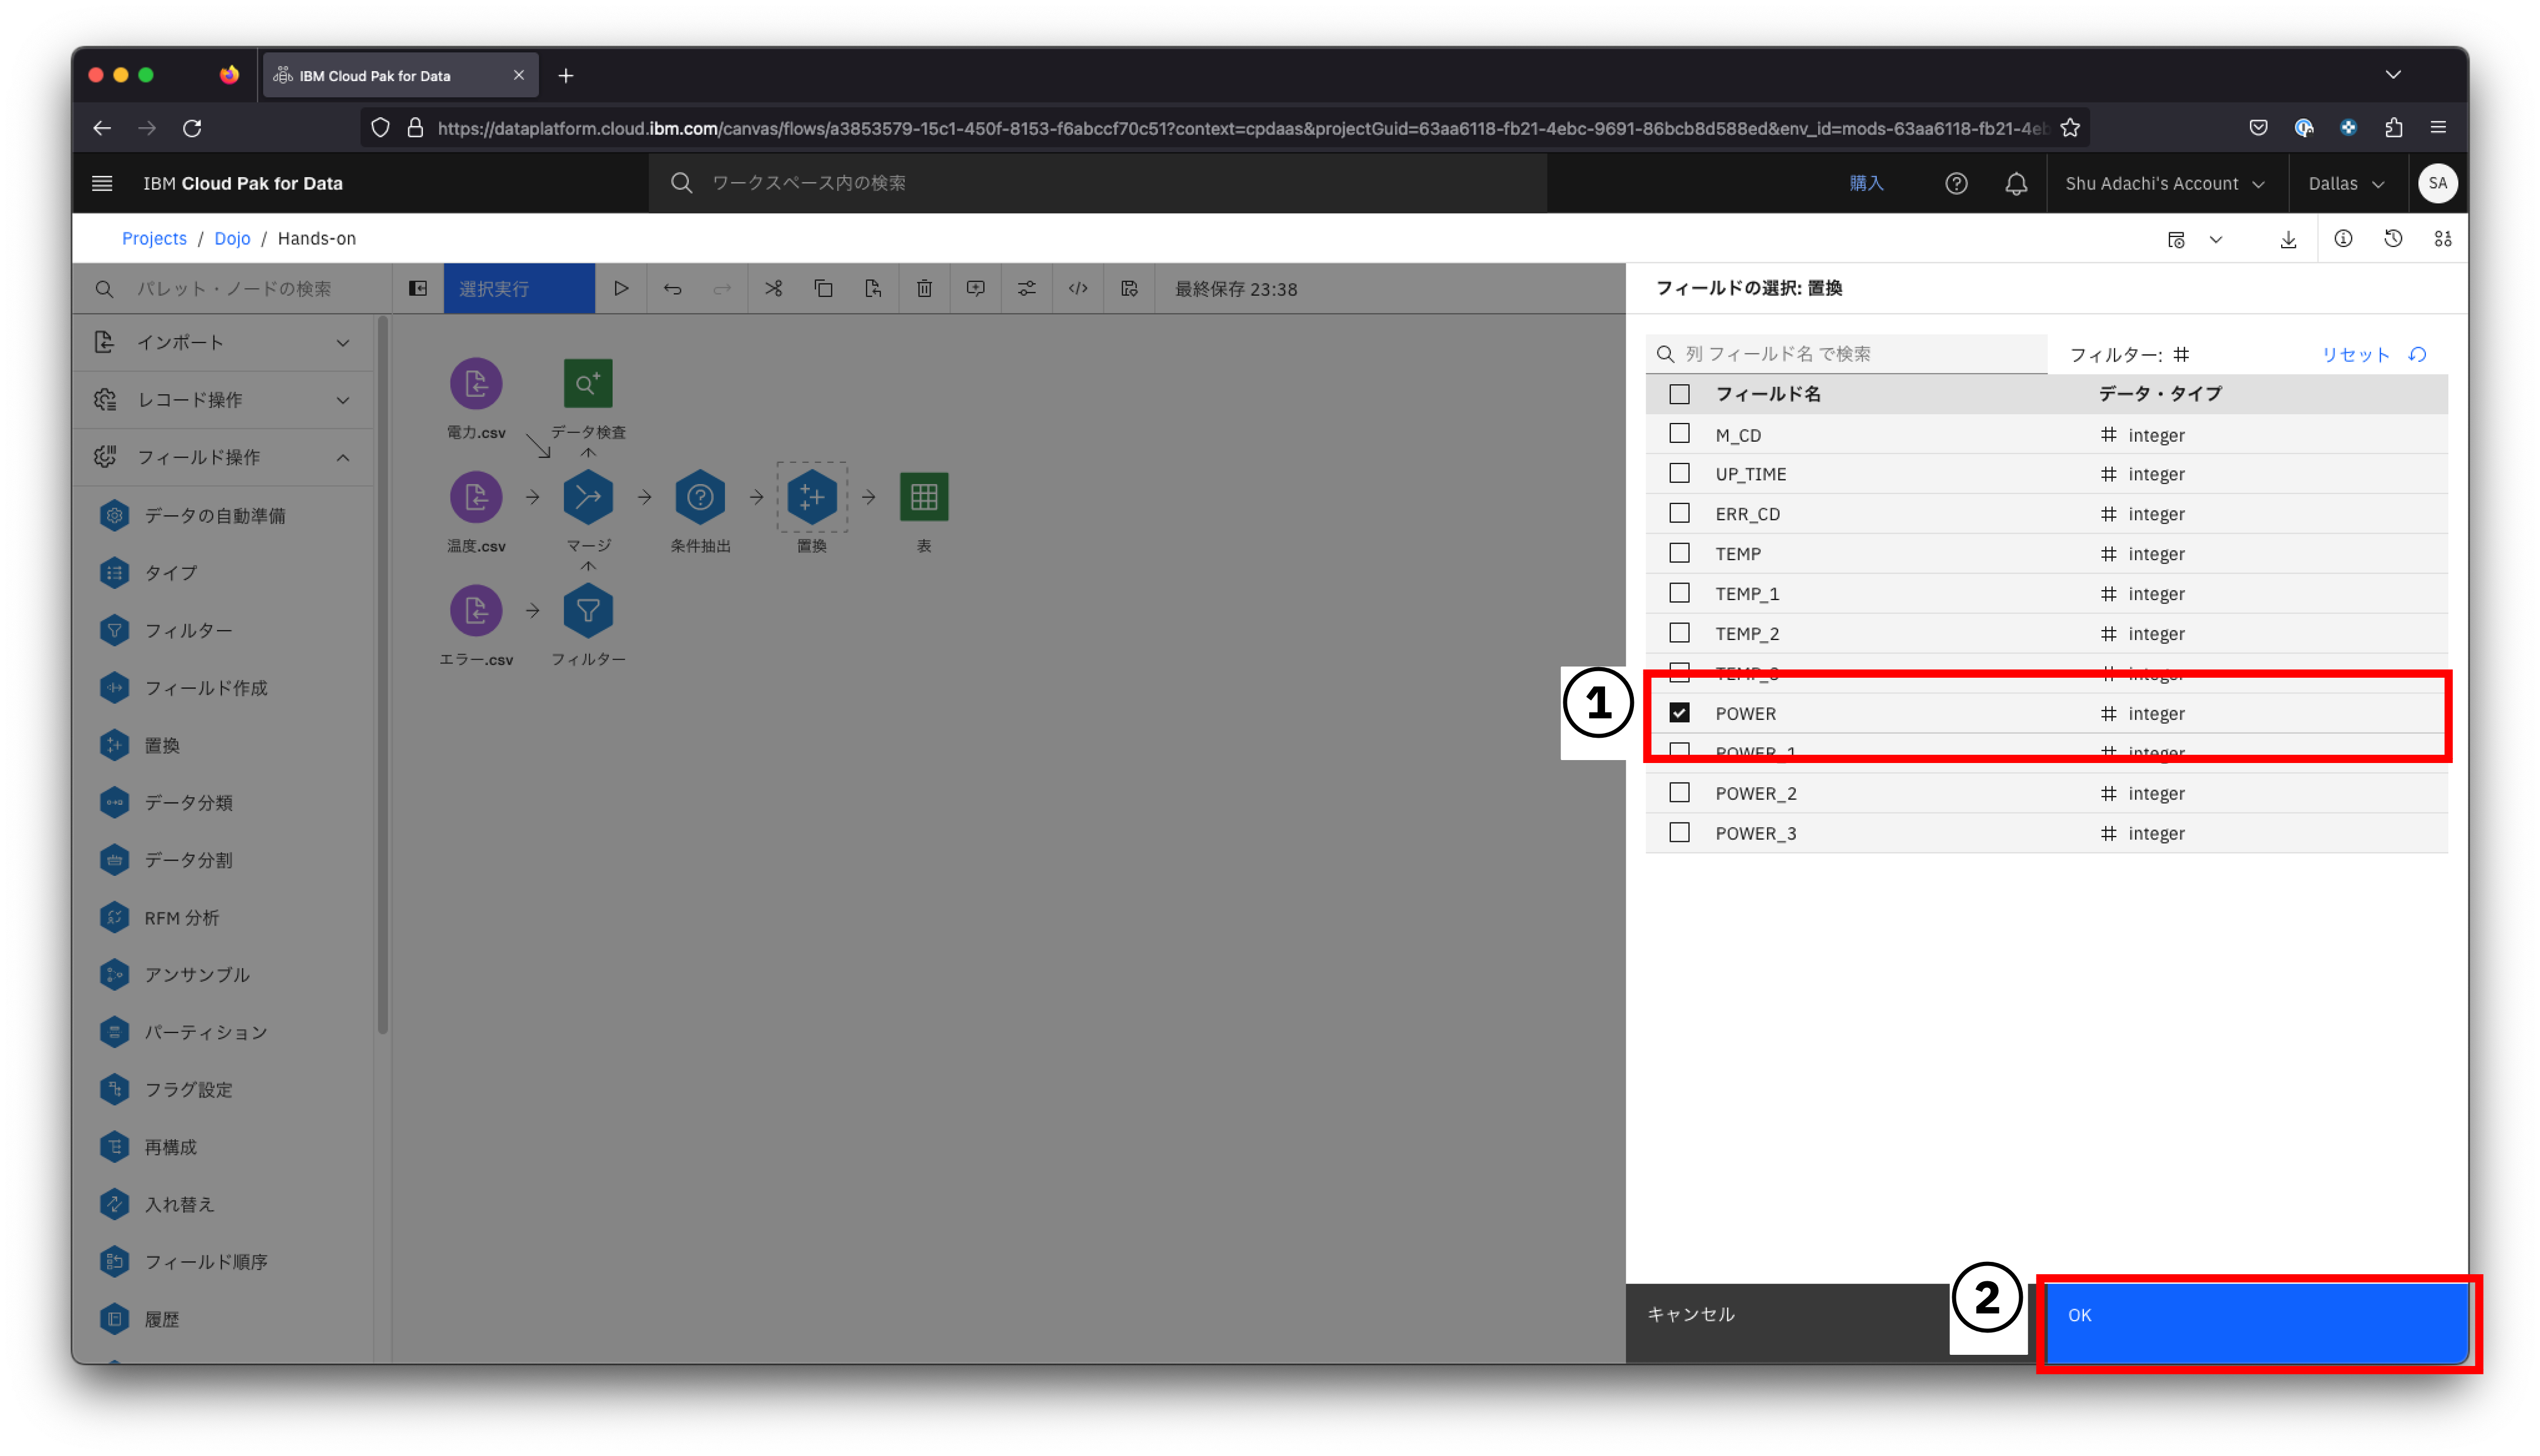 IBM Cloud Pak for Data
https://dataplatform.cloud.ibm.com/canvas/flows/a3853579-15c1-450f-8153-f6abccf70c51?context=cpdaas&projectGuid=63aa6118-fb21-4ebc-9691-86bcb8d588ed&env_id=mods-63aa6118-fb21-4eb
IBM Cloud Pak for Data
ワークスペース内の検索
購入
Shu Adachi's Account
Dallas
SA
Projects / Dojo / Hands-on
パレット・ノードの検索
選択実行
最終保存 23:38
インポート
レコード操作
フィールド操作
データの自動準備
タイプ
フィルター
フィールド作成
置換
データ分類
データ分割
RFM 分析
アンサンブル
パーティション
フラグ設定
再構成
入れ替え
フィールド順序
履歴
電力.csv
データ検査
温度.csv
マージ
条件抽出
置換
表
エラー.csv
フィルター
フィールドの選択: 置換
列 フィールド名 で検索
フィルター: #
リセット
フィールド名 データ・タイプ
M_CD # integer
UP_TIME # integer
ERR_CD # integer
TEMP # integer
TEMP_1 # integer
TEMP_2 # integer
TEMP_3 # integer
1
POWER # integer
POWER_1 # integer
POWER_2 # integer
POWER_3 # integer
キャンセル
2
OK